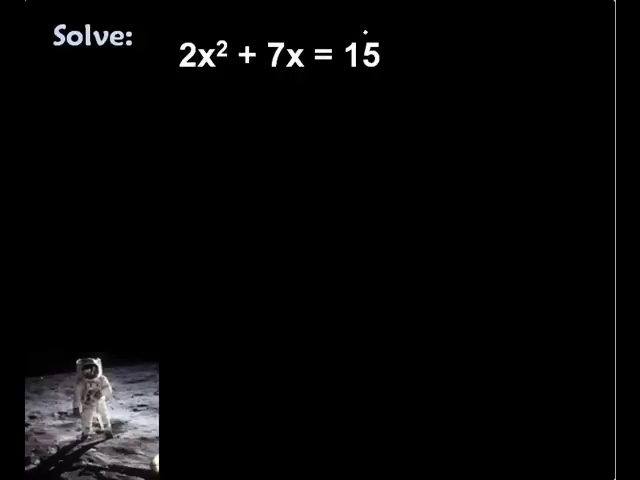 Solve:
2x² + 7x = 15